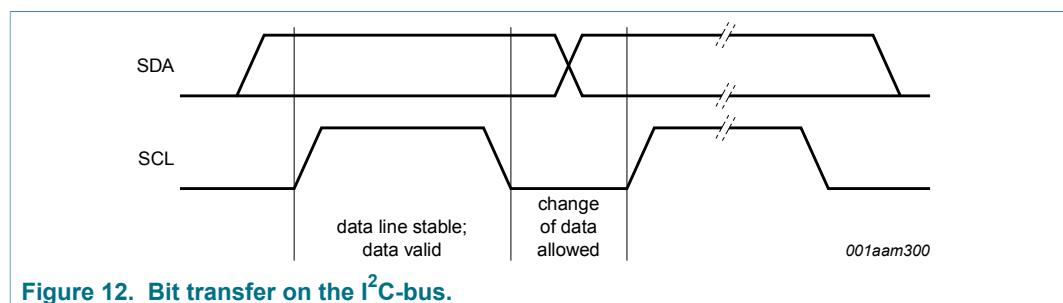 SDA
SCL
data line stable;
data valid
change
of data
allowed
001aam300
Figure 12. Bit transfer on the I²C-bus.